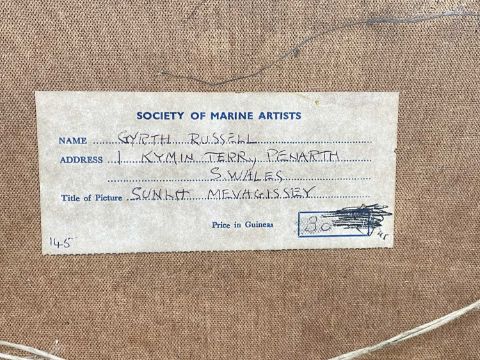 SOCIETY OF MARINE ARTISTS
NAME GYRTH RUSSELL
ADDRESS 1 KYMIN TERR, PENARTH
S WALES
Title of Picture SUNLIT MEVAGISSEY
Price in Guineas 30
145